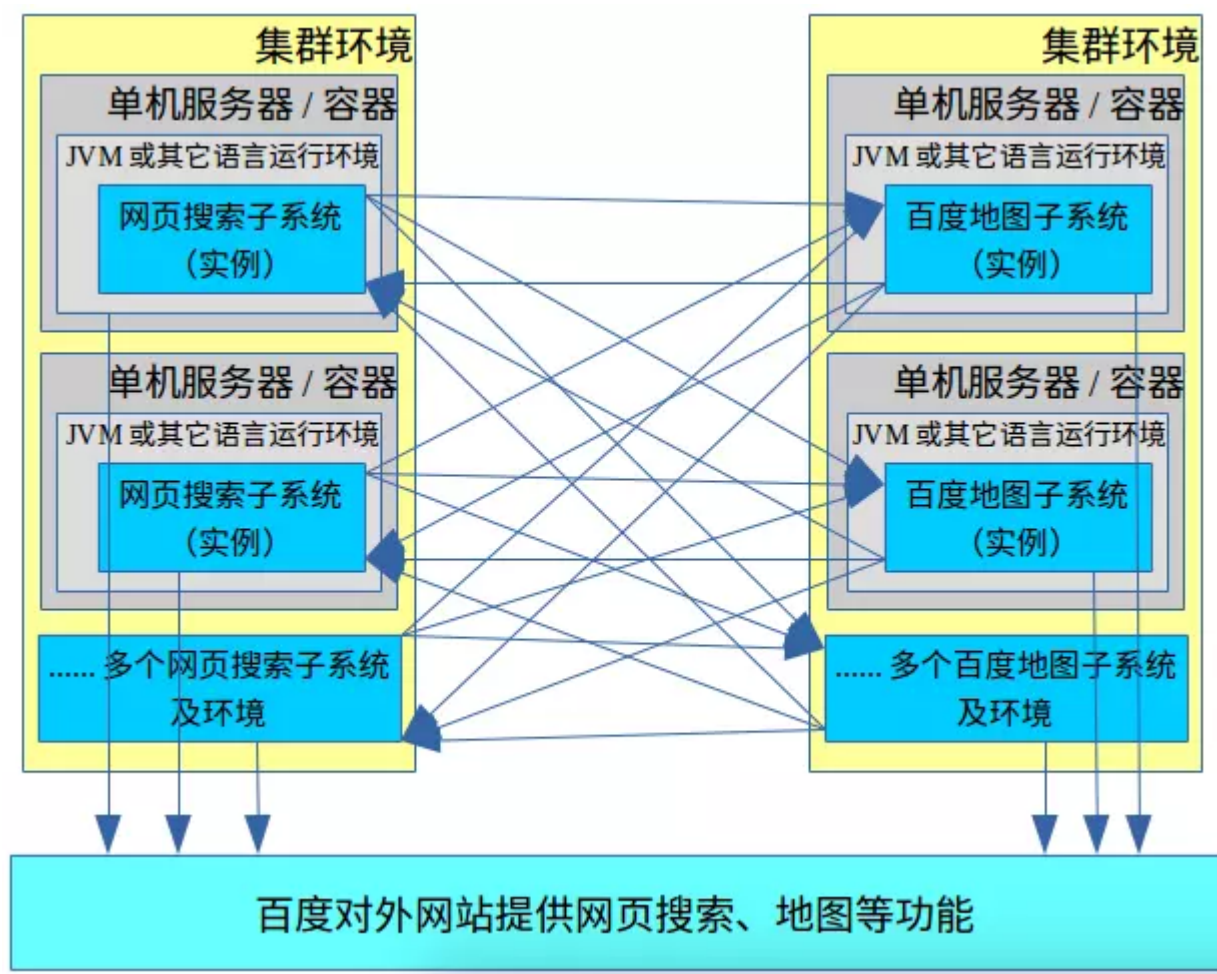 集群环境
单机服务器 / 容器
JVM 或其它语言运行环境
网页搜索子系统
（实例）
单机服务器 / 容器
JVM 或其它语言运行环境
网页搜索子系统
（实例）
...... 多个网页搜索子系统
及环境
集群环境
单机服务器 / 容器
JVM 或其它语言运行环境
百度地图子系统
（实例）
单机服务器 / 容器
JVM 或其它语言运行环境
百度地图子系统
（实例）
...... 多个百度地图子系统
及环境
百度对外网站提供网页搜索、地图等功能